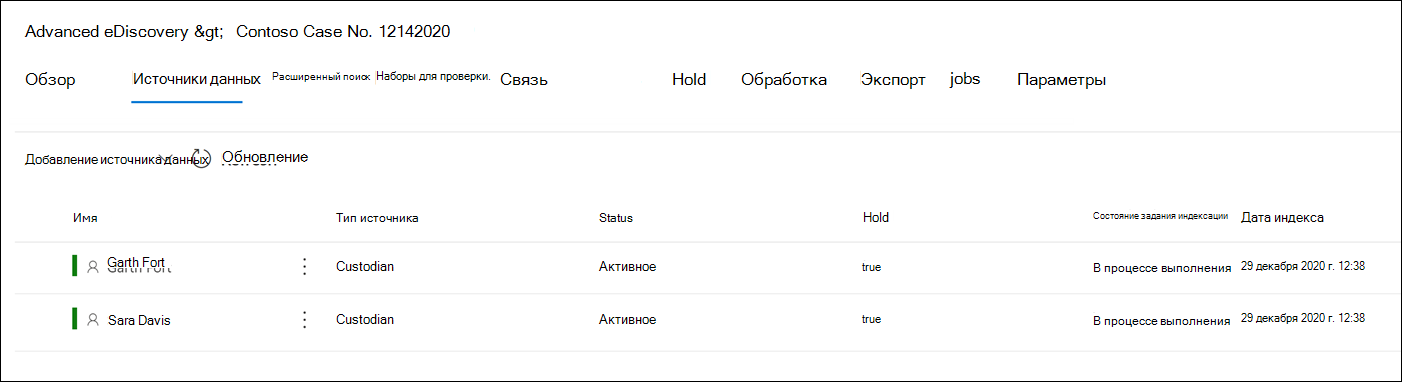 Advanced eDiscovery &gt; Contoso Case No. 12142020
Обзор Источники данных Расширенный поиск Наборы для проверки. Связь Hold Обработка Экспорт jobs Параметры
Добавление источника данных Обновление
Имя Тип источника Status Hold Состояние задания индексации Дата индекса
Garth Fort Custodian Активное true В процессе выполнения 29 декабря 2020 г. 12:38
Sara Davis Custodian Активное true В процессе выполнения 29 декабря 2020 г. 12:38